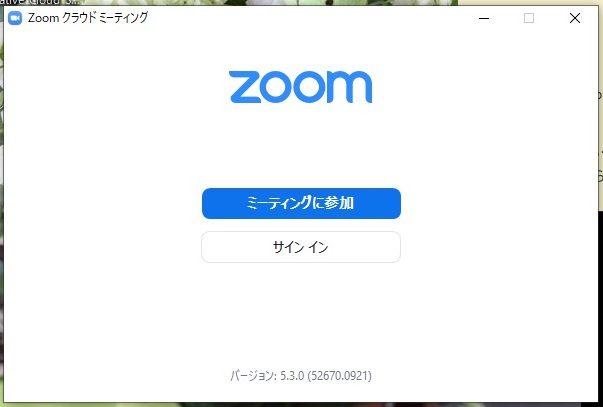 Zoom クラウド ミーティング
zoom
ミーティングに参加
サイン イン
バージョン: 5.3.0 (52670.0921)